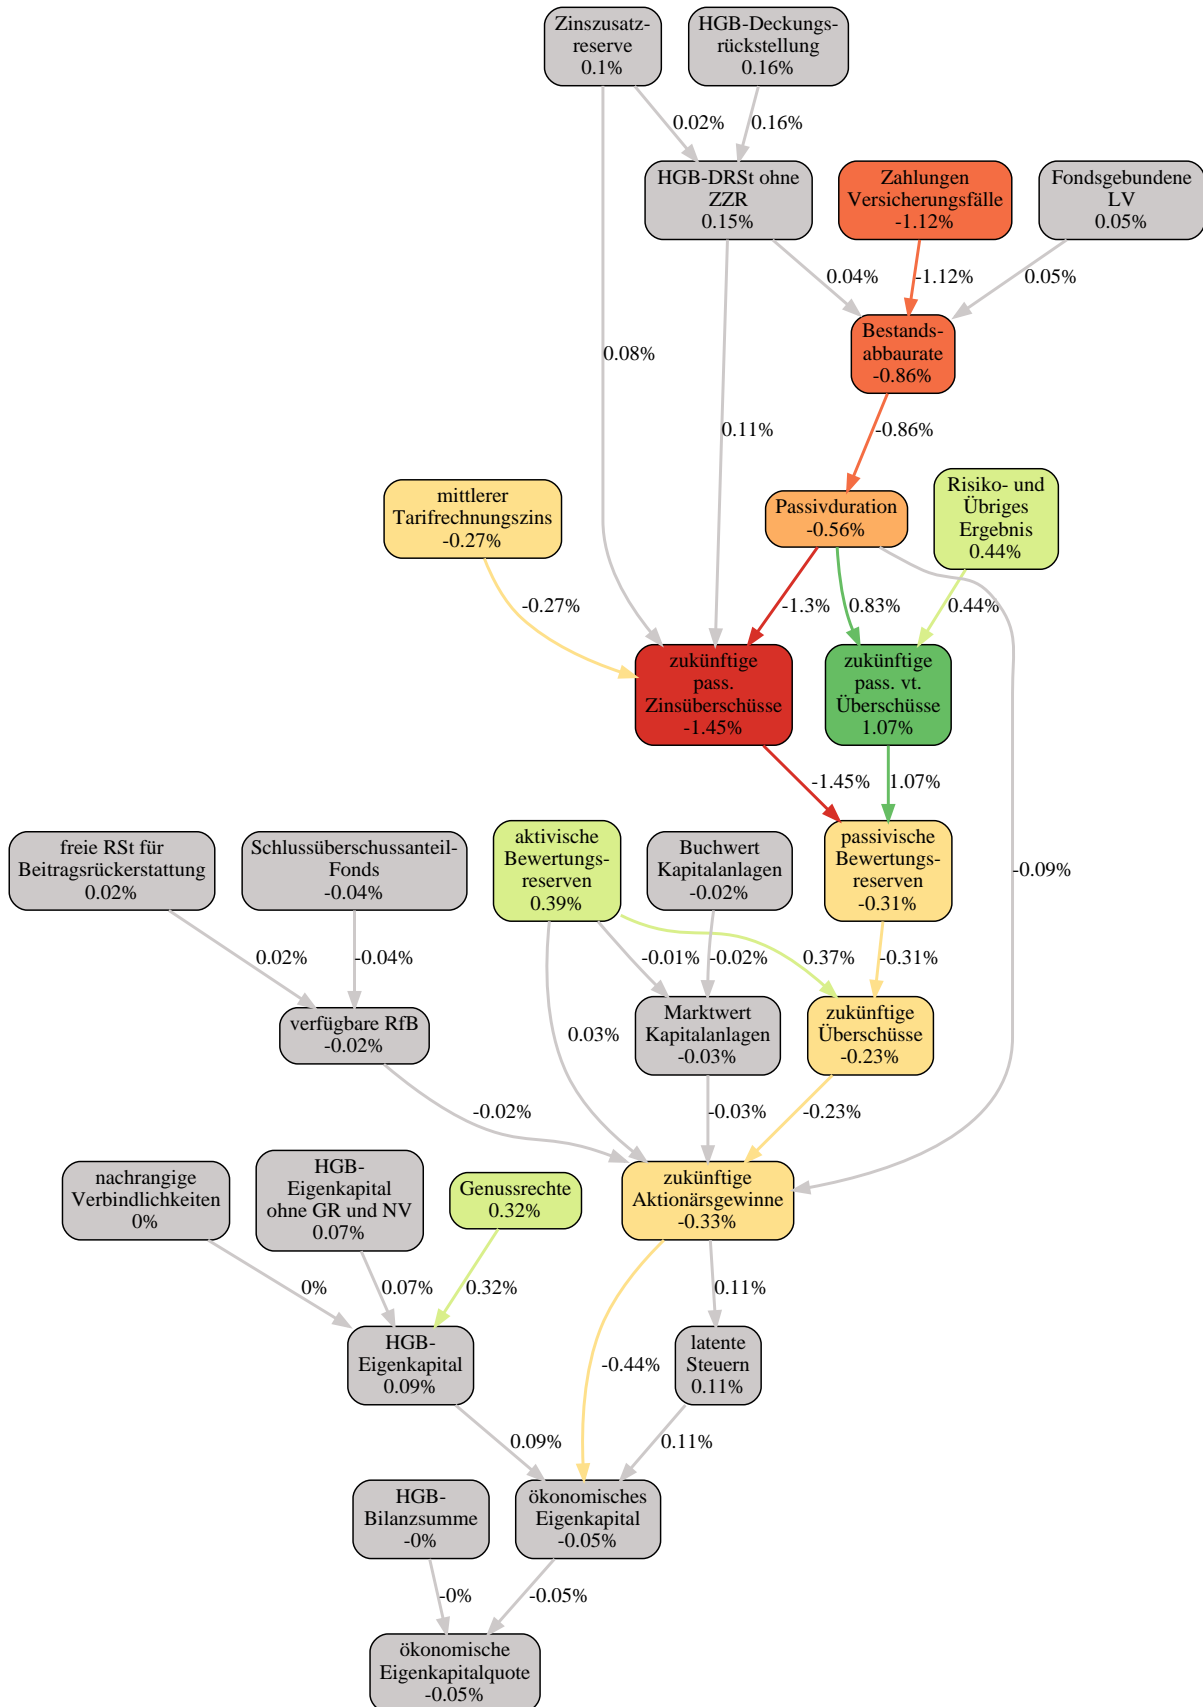 Zinszusatz-
reserve
0.1%
HGB-Deckungs-
rückstellung
0.16%
0.02%
0.16%
HGB-DRSt ohne
ZZR
0.15%
Zahlungen
Versicherungsfälle
-1.12%
Fondsgebundene
LV
0.05%
0.04%
-1.12%
0.05%
Bestands-
abbaurate
-0.86%
0.08%
0.11%
-0.86%
mittlerer
Tarifrechnungszins
-0.27%
Passivduration
-0.56%
Risiko- und
Übriges
Ergebnis
0.44%
-0.27%
-1.3%
0.83%
0.44%
zukünftige
pass.
Zinsüberschüsse
-1.45%
zukünftige
pass. vt.
Überschüsse
1.07%
-1.45%
1.07%
freie RSt für
Beitragsrückerstattung
0.02%
Schlussüberschussanteil-
Fonds
-0.04%
aktivische
Bewertungs-
reserven
0.39%
Buchwert
Kapitalanlagen
-0.02%
passivische
Bewertungs-
reserven
-0.31%
-0.09%
0.02%
-0.04%
-0.01%
-0.02%
0.37%
-0.31%
verfügbare RfB
-0.02%
0.03%
Marktwert
Kapitalanlagen
-0.03%
zukünftige
Überschüsse
-0.23%
-0.02%
-0.03%
-0.23%
nachrangige
Verbindlichkeiten
0%
HGB-
Eigenkapital
ohne GR und NV
0.07%
Genussrechte
0.32%
zukünftige
Aktionärsgewinne
-0.33%
0%
0.07%
0.32%
0.11%
HGB-
Eigenkapital
0.09%
-0.44%
latente
Steuern
0.11%
0.09%
0.11%
HGB-
Bilanzsumme
-0%
ökonomisches
Eigenkapital
-0.05%
-0%
-0.05%
ökonomische
Eigenkapitalquote
-0.05%